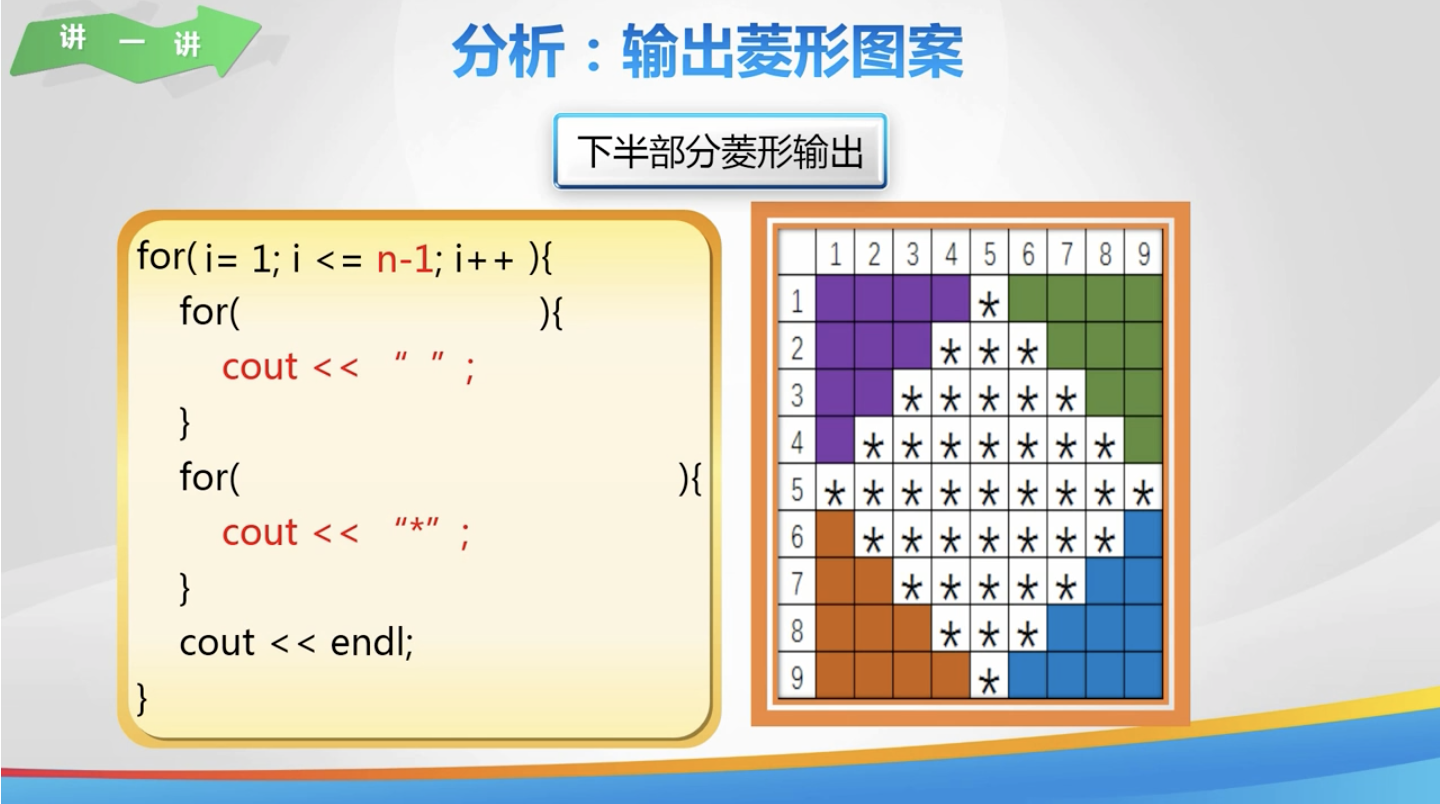 讲 一 讲
分析：输出菱形图案
下半部分菱形输出
for( i= 1; i <= n-1; i++ ){
for( ){
cout << “ ” ;
}
for( ){
cout << “*” ;
}
cout << endl;
}
1 2 3 4 5 6 7 8 9
1 *
2 * * *
3 * * * * *
4 * * * * * * *
5 * * * * * * * * *
6 * * * * * * *
7 * * * * *
8 * * *
9 *